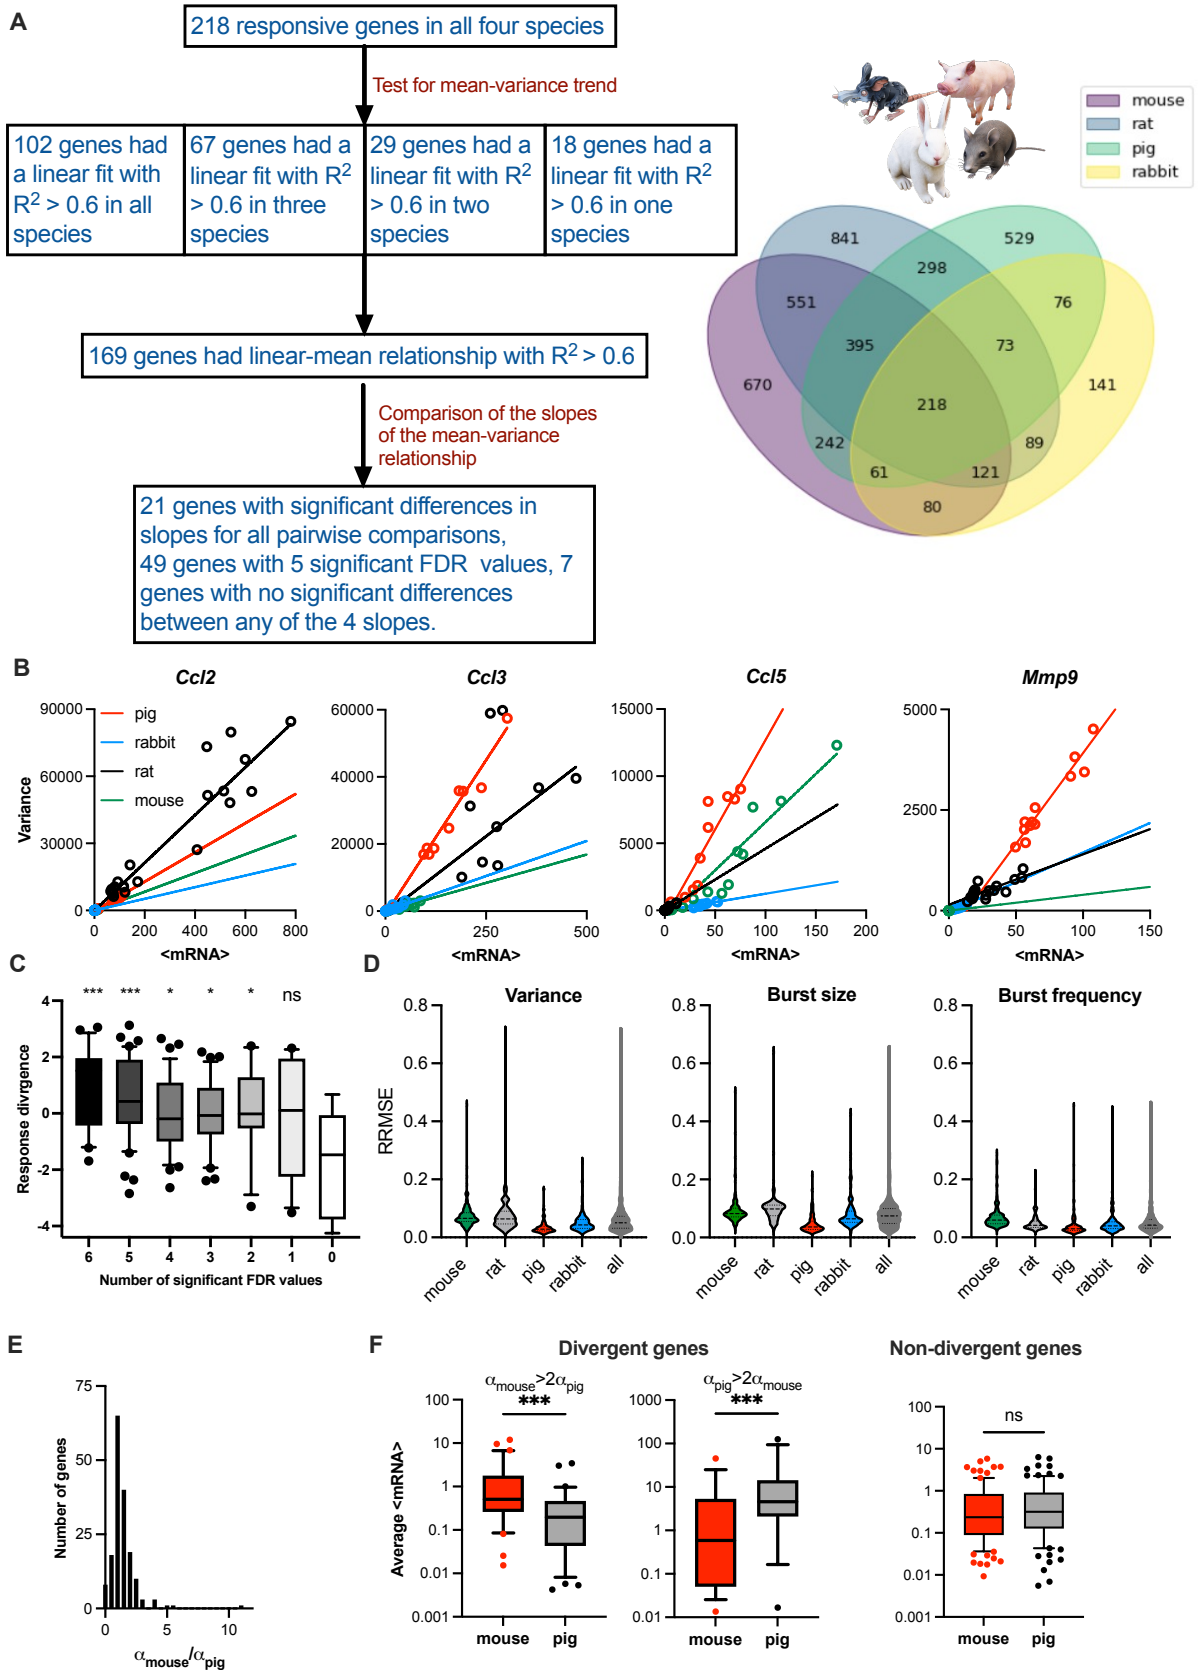 A
218 responsive genes in all four species
Test for mean-variance trend
102 genes had
a linear fit with
R² > 0.6 in all
species
67 genes had a
linear fit with R²
> 0.6 in three
species
29 genes had a
linear fit with R²
> 0.6 in two
species
18 genes had a
linear fit with R²
> 0.6 in one
species
169 genes had linear-mean relationship with R² > 0.6
Comparison of the slopes
of the mean-variance
relationship
21 genes with significant differences in
slopes for all pairwise comparisons,
49 genes with 5 significant FDR values, 7
genes with no significant differences
between any of the 4 slopes.
mouse
rat
pig
rabbit
841
529
298
551
76
395
73
670
218
141
242
89
61
121
80
B
Ccl2
Variance
90000
60000
30000
0
pig
rabbit
rat
mouse
0 200 400 600 800
<mRNA>
Ccl3
60000
40000
20000
0
0 250 500
<mRNA>
Ccl5
15000
10000
5000
0
0 50 100 150 200
<mRNA>
Mmp9
5000
2500
0
0 50 100 150
<mRNA>
C
Response divrgence
4
2
0
-2
-4
*** *** * * * ns
6 5 4 3 2 1 0
Number of significant FDR values
D
RRMSE
Variance
0.8
0.6
0.4
0.2
0.0
mouse rat pig rabbit all
Burst size
0.8
0.6
0.4
0.2
0.0
mouse rat pig rabbit all
Burst frequency
0.8
0.6
0.4
0.2
0.0
mouse rat pig rabbit all
E
Number of genes
75
50
25
0
0 5 10
αmouse/αpig
F
Divergent genes
Non-divergent genes
Average <mRNA>
αmouse>2αpig
***
100
10
1
0.1
0.01
0.001
mouse pig
αpig>2αmouse
***
1000
100
10
1
0.1
0.01
mouse pig
ns
100
10
1
0.1
0.01
0.001
mouse pig